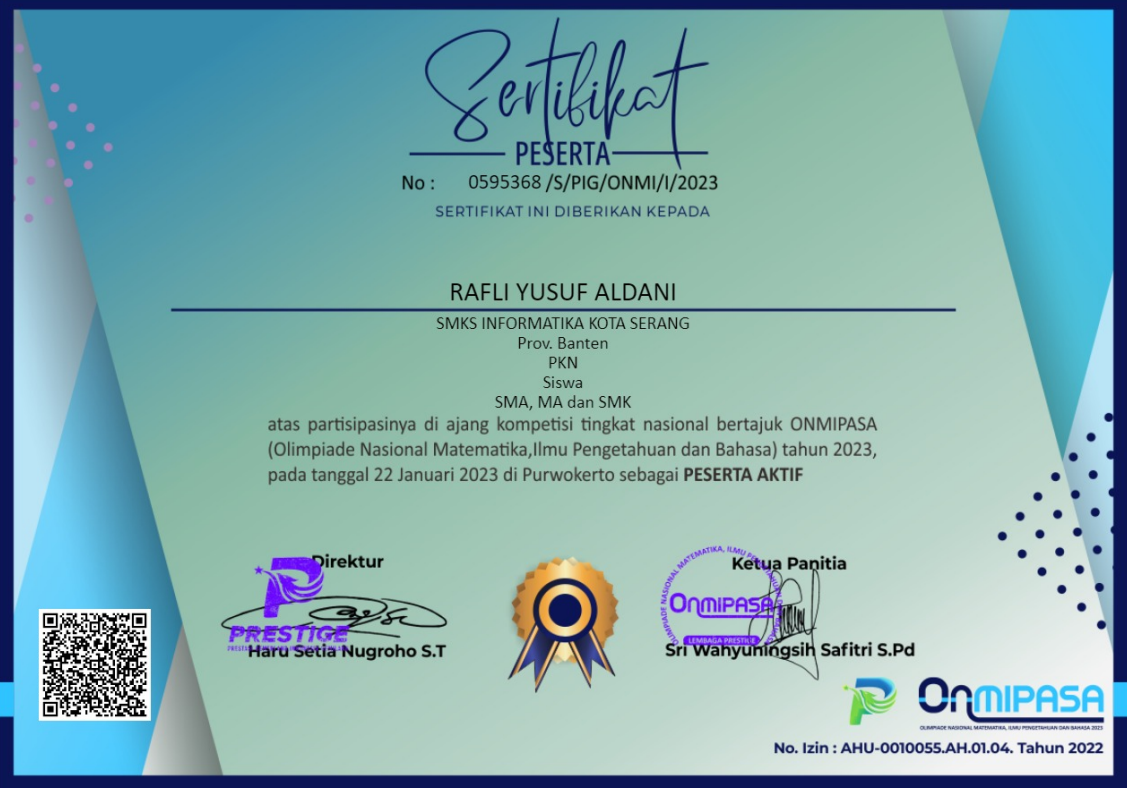 Sertifikat
PESERTA
No : 0595368 /S/PIG/ONMI/I/2023
SERTIFIKAT INI DIBERIKAN KEPADA
RAFLI YUSUF ALDANI
SMKS INFORMATIKA KOTA SERANG
Prov. Banten
PKN
Siswa
SMA, MA dan SMK
atas partisipasinya di ajang kompetisi tingkat nasional bertajuk ONMIPASA
(Olimpiade Nasional Matematika,Ilmu Pengetahuan dan Bahasa) tahun 2023,
pada tanggal 22 Januari 2023 di Purwokerto sebagai PESERTA AKTIF
Direktur
PRESTIGE
Haru Setia Nugroho S.T
Ketua Panitia
OnMIPASA
LEMBAGA PRESTIGE
Sri Wahyuningsih Safitri S.Pd
OnMIPASA
OLIMPIADE NASIONAL MATEMATIKA, ILMU PENGETAHUAN DAN BAHASA 2023
No. Izin : AHU-0010055.AH.01.04. Tahun 2022